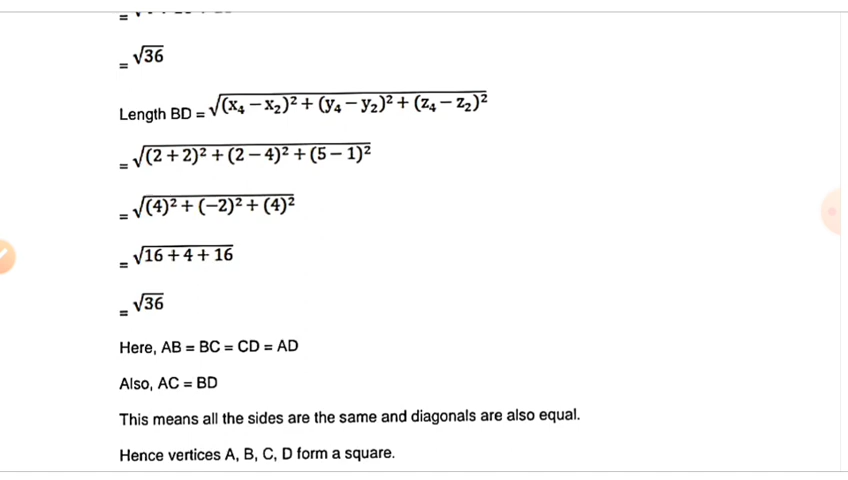 = √36
Length BD = √(x₄ – x₂)² + (y₄ – y₂)² + (z₄ – z₂)²
= √(2 + 2)² + (2 – 4)² + (5 – 1)²
= √(4)² + (–2)² + (4)²
= √16 + 4 + 16
= √36
Here, AB = BC = CD = AD
Also, AC = BD
This means all the sides are the same and diagonals are also equal.
Hence vertices A, B, C, D form a square.